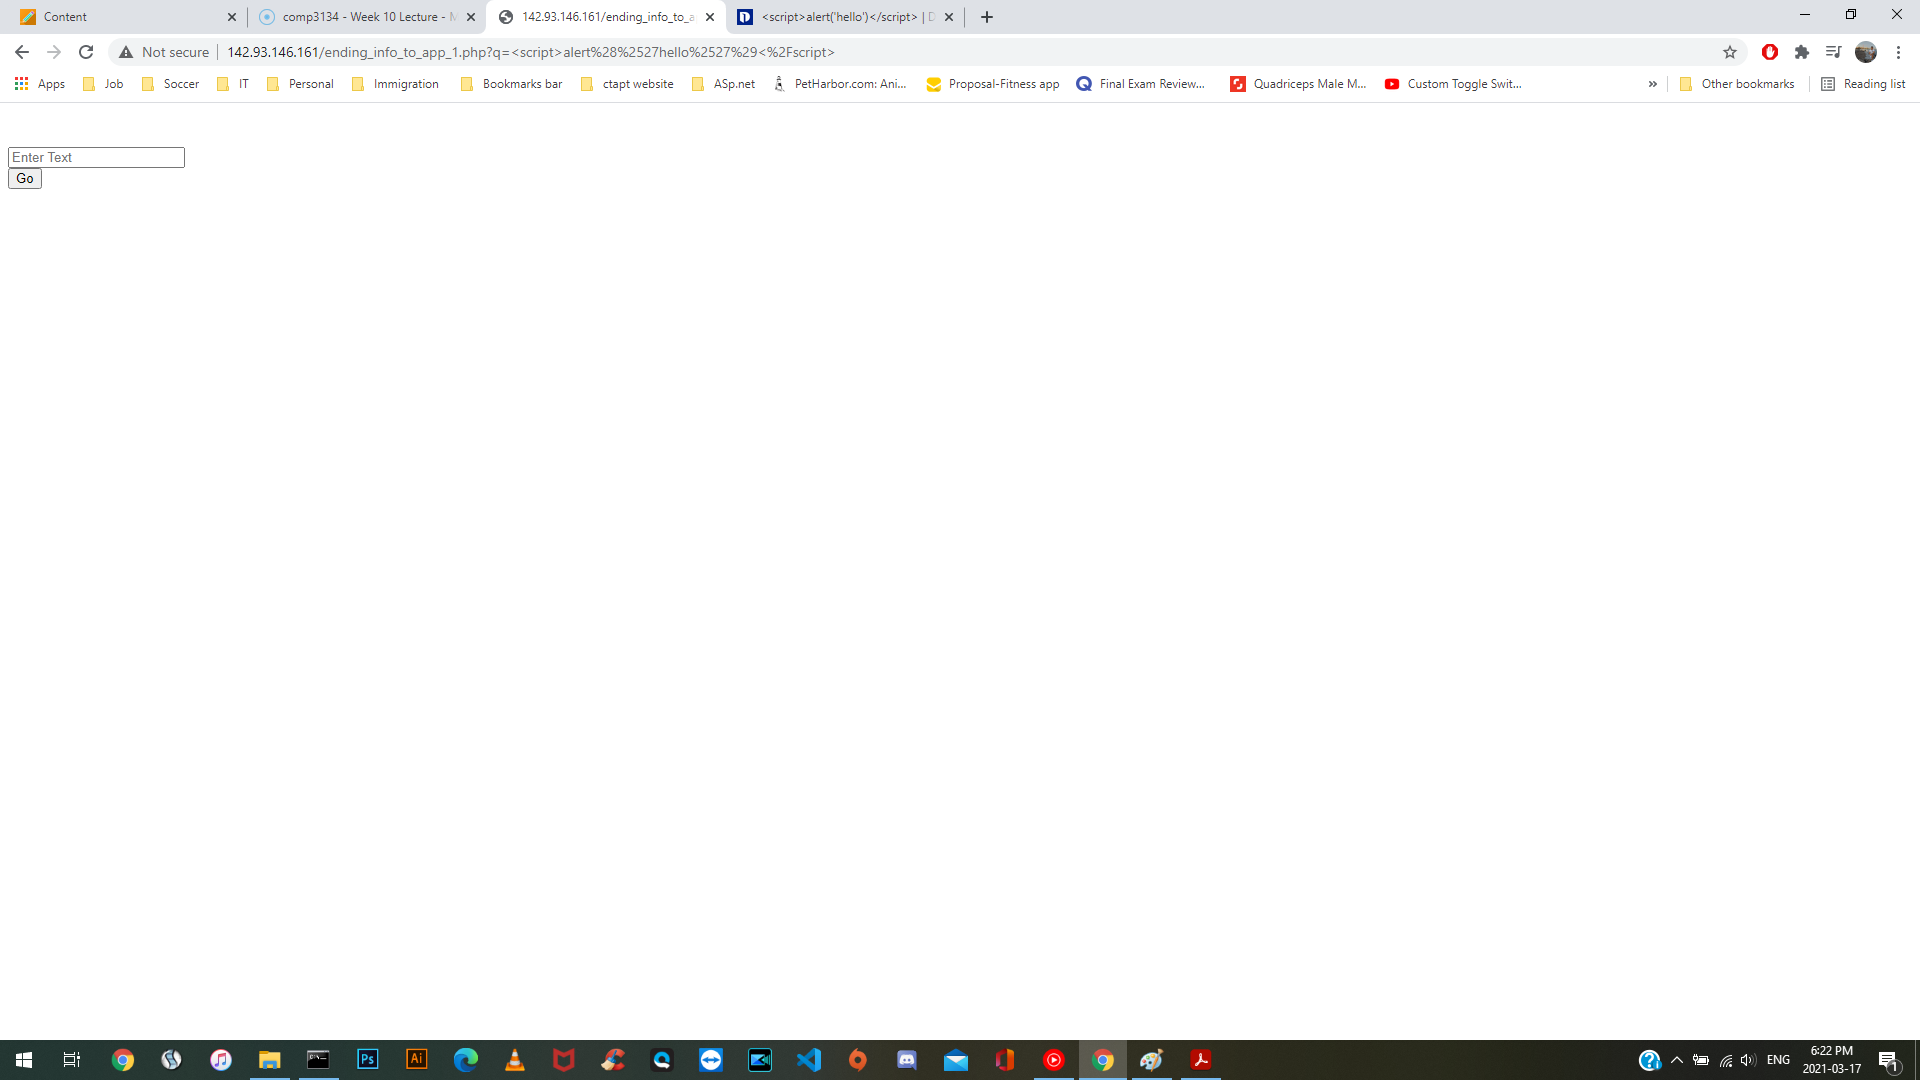 Content
comp3134 - Week 10 Lecture - M
142.93.146.161/ending_info_to_a
<script>alert('hello')</script> | D
Not secure
142.93.146.161/ending_info_to_app_1.php?q=<script>alert%28%2527hello%2527%29<%2Fscript>
Apps
Job
Soccer
IT
Personal
Immigration
Bookmarks bar
ctapt website
ASp.net
PetHarbor.com: Ani...
Proposal-Fitness app
Final Exam Review...
Quadriceps Male M...
Custom Toggle Swit...
»
Other bookmarks
Reading list
Enter Text
Go
Ps
Ai
ENG
6:22 PM
2021-03-17
1